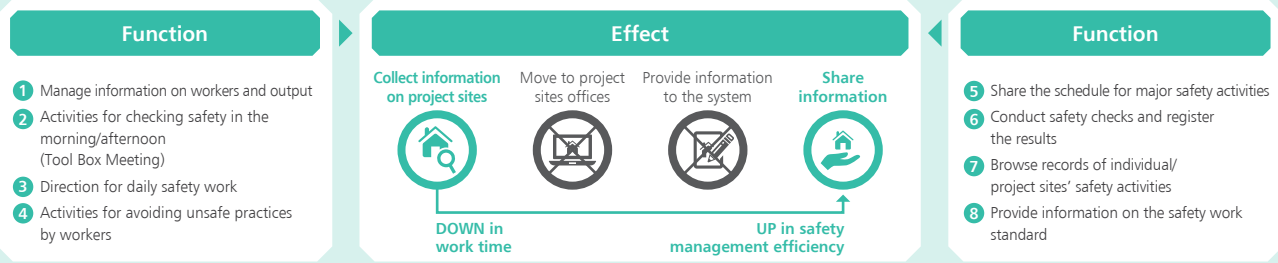 Function
1 Manage information on workers and output
2 Activities for checking safety in the
morning/afternoon
(Tool Box Meeting)
3 Direction for daily safety work
4 Activities for avoiding unsafe practices
by workers
Effect
Collect information
on project sites
Move to project
sites offices
Provide information
to the system
Share
information
DOWN in
work time
UP in safety
management efficiency
Function
5 Share the schedule for major safety activities
6 Conduct safety checks and register
the results
7 Browse records of individual/
project sites' safety activities
8 Provide information on the safety work
standard